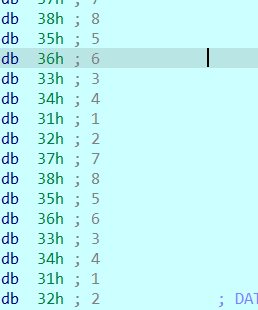 db 37h ; 7
db 38h ; 8
db 35h ; 5
db 36h ; 6
db 33h ; 3
db 34h ; 4
db 31h ; 1
db 32h ; 2
db 37h ; 7
db 38h ; 8
db 35h ; 5
db 36h ; 6
db 33h ; 3
db 34h ; 4
db 31h ; 1
db 32h ; 2 ; DAT